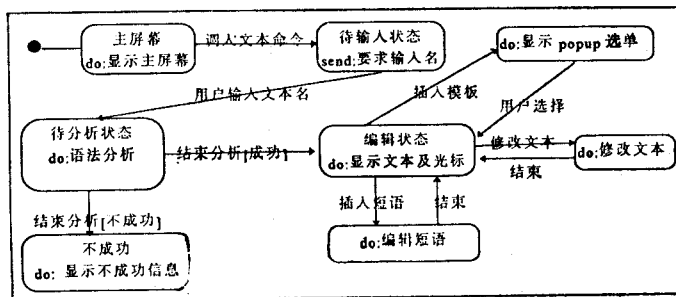 主屏幕
do:显示主屏幕
调入文本命令
待输入状态
send:要求输入名
do:显示 popup 选单
用户输入文本名
插入模板
用户选择
待分析状态
do:语法分析
结束分析[成功]
编辑状态
do:显示文本及光标
修改文本
结束
do:修改文本
插入短语
结束
do:编辑短语
结束分析[不成功]
不成功
do: 显示不成功信息